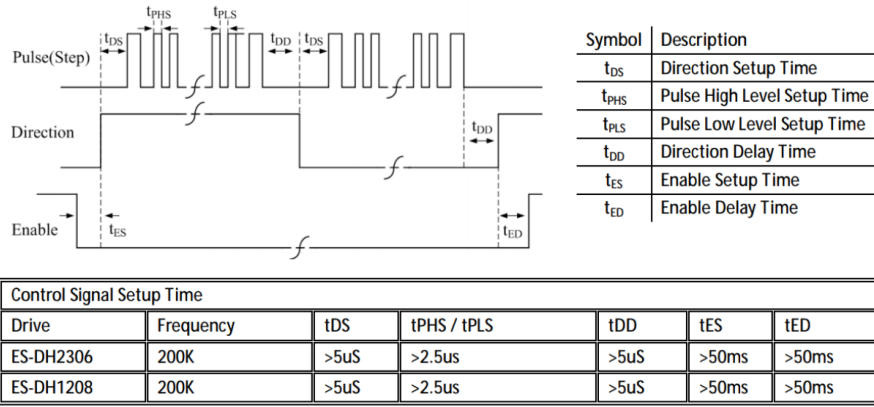 tPHS tPLS
tDS tDD tDS
Pulse(Step)
Direction
tDD
Enable
tES
tED
Symbol Description
tDS Direction Setup Time
tPHS Pulse High Level Setup Time
tPLS Pulse Low Level Setup Time
tDD Direction Delay Time
tES Enable Setup Time
tED Enable Delay Time
Control Signal Setup Time
Drive Frequency tDS tPHS / tPLS tDD tES tED
ES-DH2306 200K >5uS >2.5us >5uS >50ms >50ms
ES-DH1208 200K >5uS >2.5us >5uS >50ms >50ms